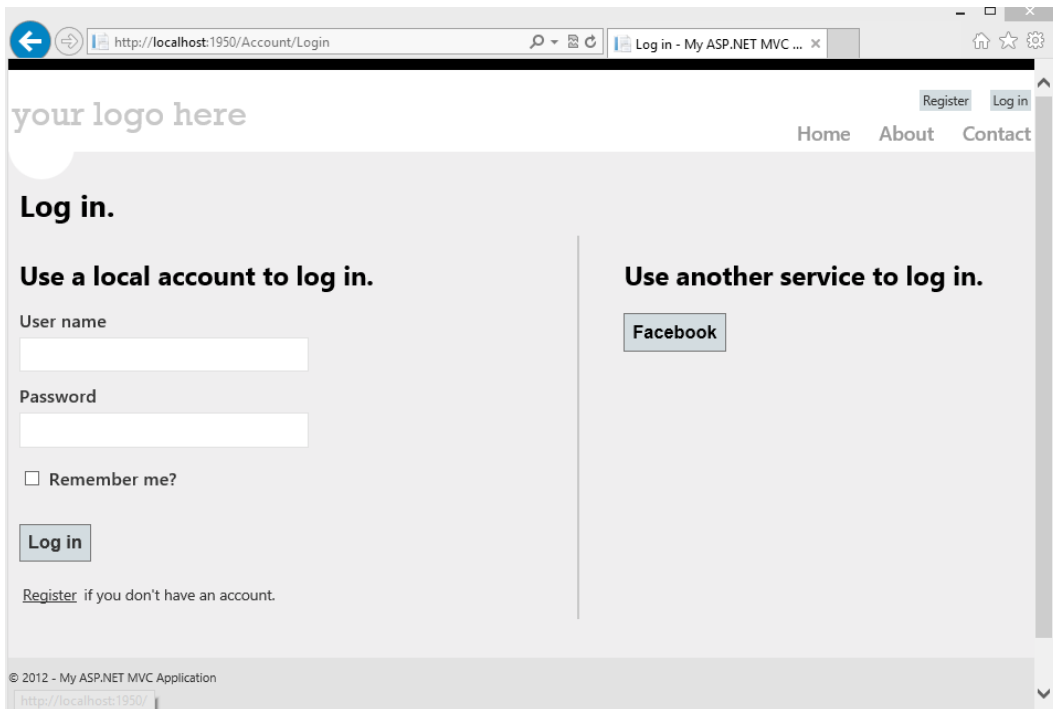 http://localhost:1950/Account/Login
Log in - My ASP.NET MVC ...
your logo here
Register Log in
Home About Contact
Log in.
Use a local account to log in.
User name
Password
Remember me?
Log in
Register if you don't have an account.
Use another service to log in.
Facebook
© 2012 - My ASP.NET MVC Application
http://localhost:1950/